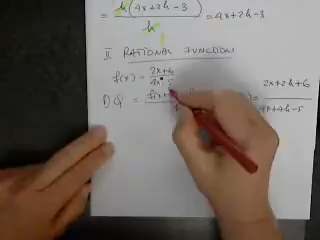 = h(4x+2h-3) / h = 4x+2h-3
II RATIONAL FUNCTION
f(x) = 2x+6 / 4x-5
DQ = f(x+ = 2x+2h+6 / 4x+4h-5